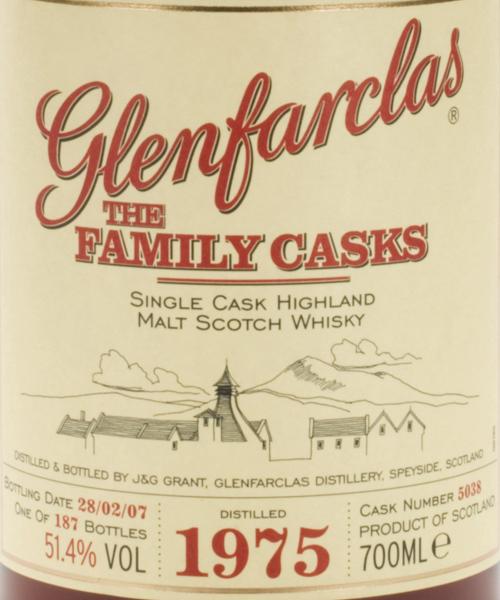 Glenfarclas®
THE
FAMILY CASKS
SINGLE CASK HIGHLAND
MALT SCOTCH WHISKY
DISTILLED & BOTTLED BY J&G GRANT, GLENFARCLAS DISTILLERY, SPEYSIDE, SCOTLAND
BOTTLING DATE 28/02/07
ONE OF 187 BOTTLES
51.4% VOL
DISTILLED
1975
CASK NUMBER 5038
PRODUCT OF SCOTLAND
700ML ℮